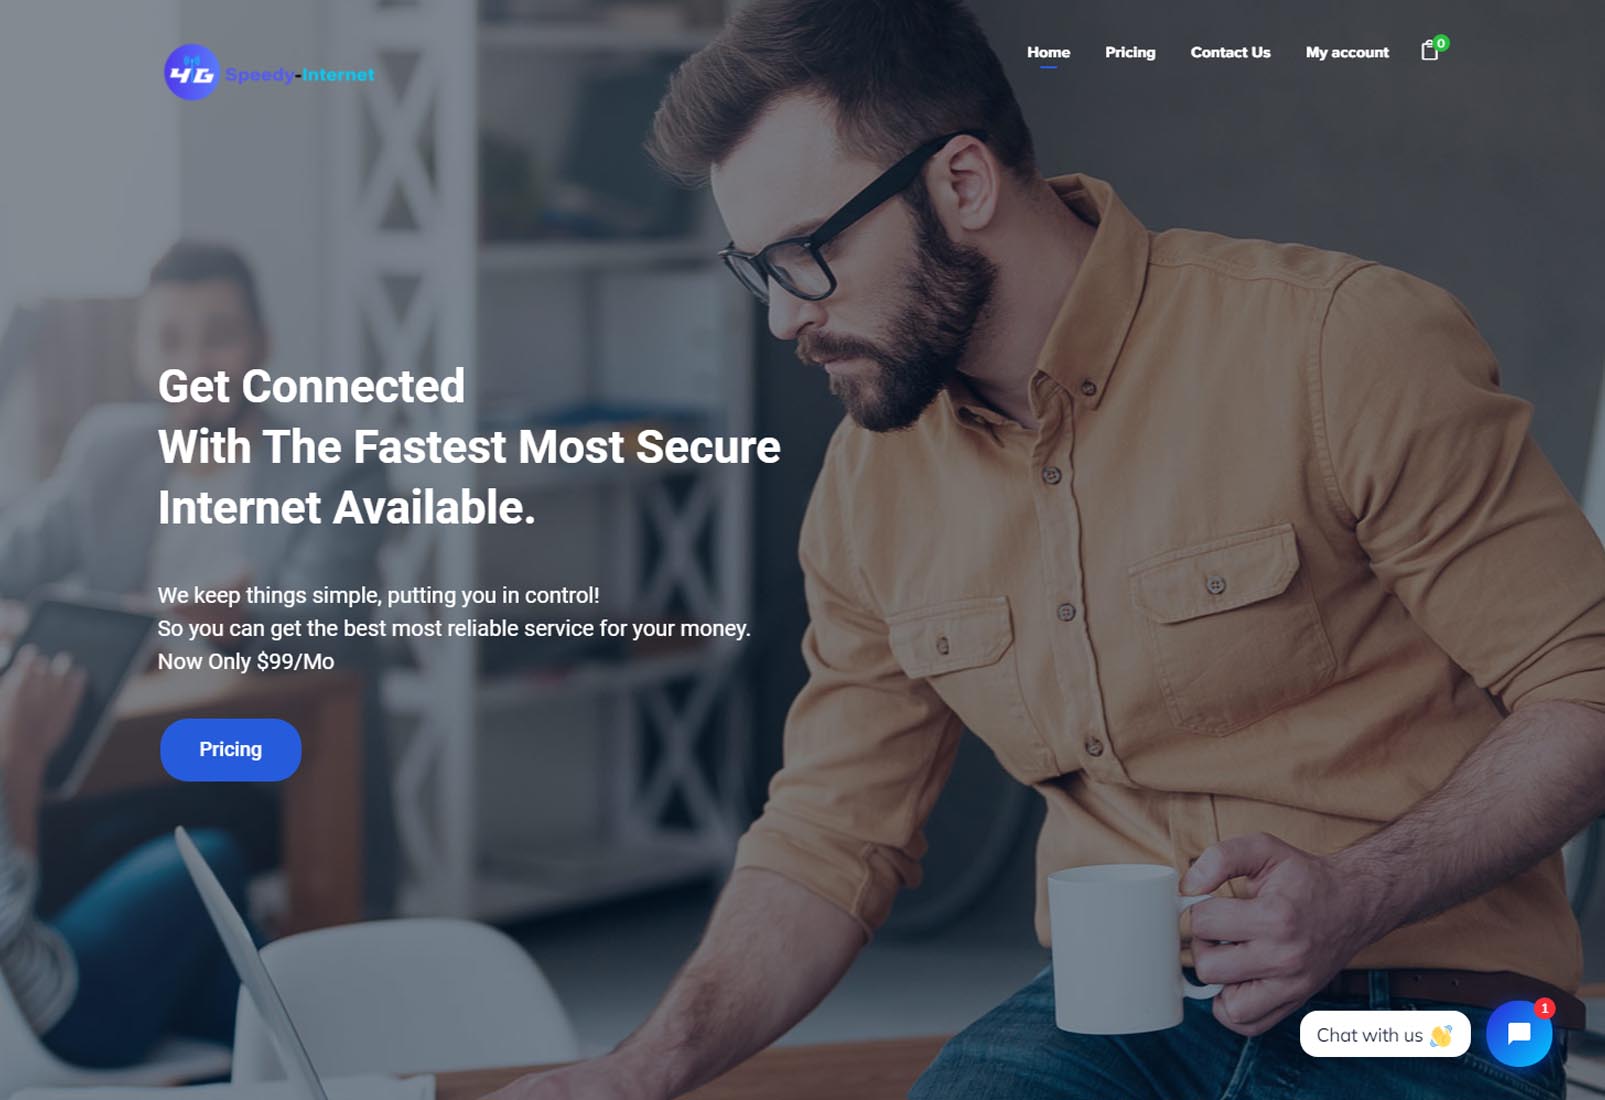 4G Speedy-Internet
Home Pricing Contact Us My account 0
Get Connected
With The Fastest Most Secure
Internet Available.
We keep things simple, putting you in control!
So you can get the best most reliable service for your money.
Now Only $99/Mo
Pricing
Chat with us 👋 1